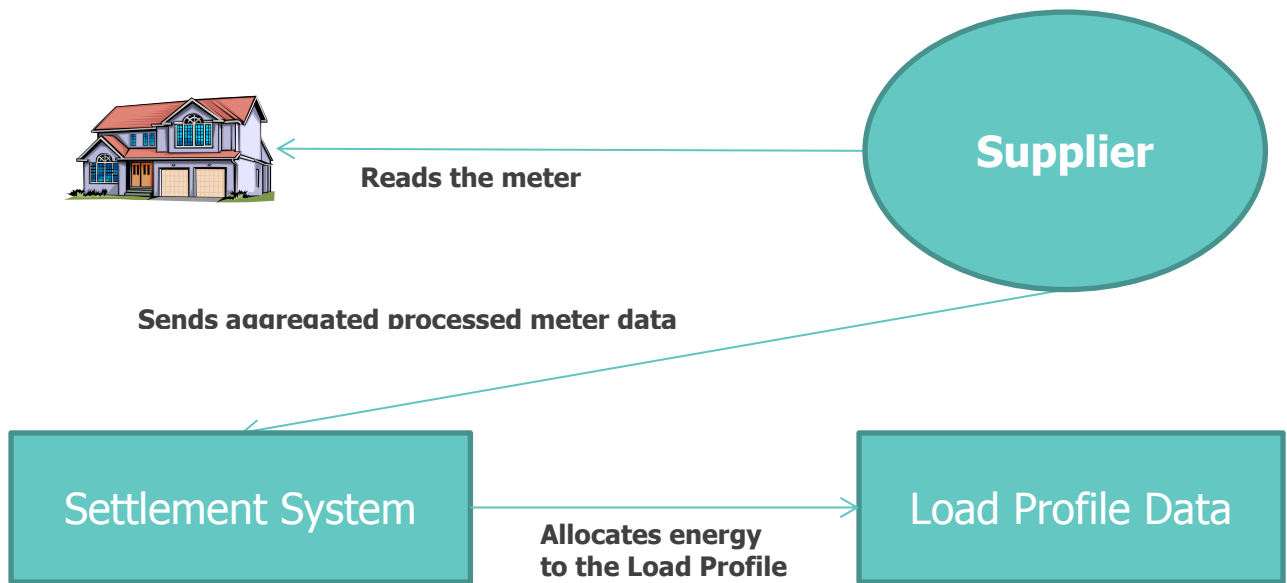 Supplier
Reads the meter
Sends aggregated processed meter data
Settlement System
Load Profile Data
Allocates energy
to the Load Profile